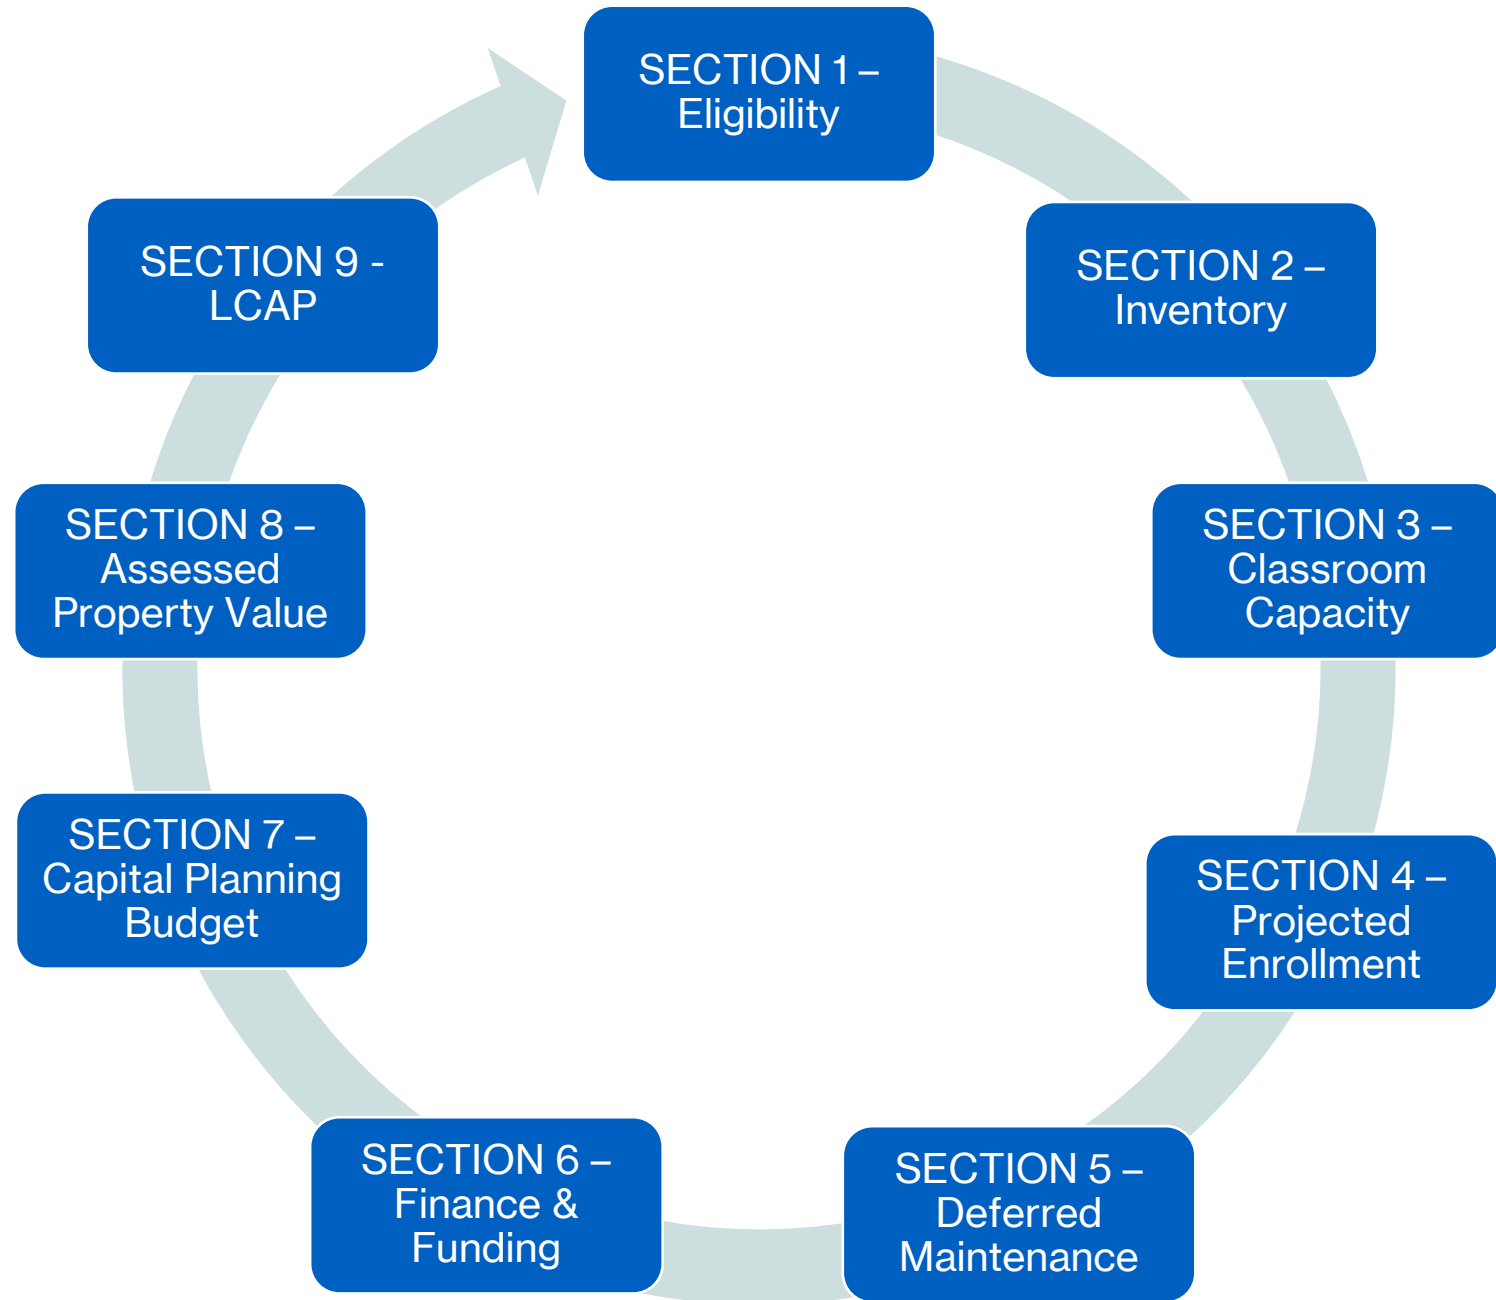 SECTION 1 –
Eligibility
SECTION 2 –
Inventory
SECTION 3 –
Classroom
Capacity
SECTION 4 –
Projected
Enrollment
SECTION 5 –
Deferred
Maintenance
SECTION 6 –
Finance &
Funding
SECTION 7 –
Capital Planning
Budget
SECTION 8 –
Assessed
Property Value
SECTION 9 -
LCAP